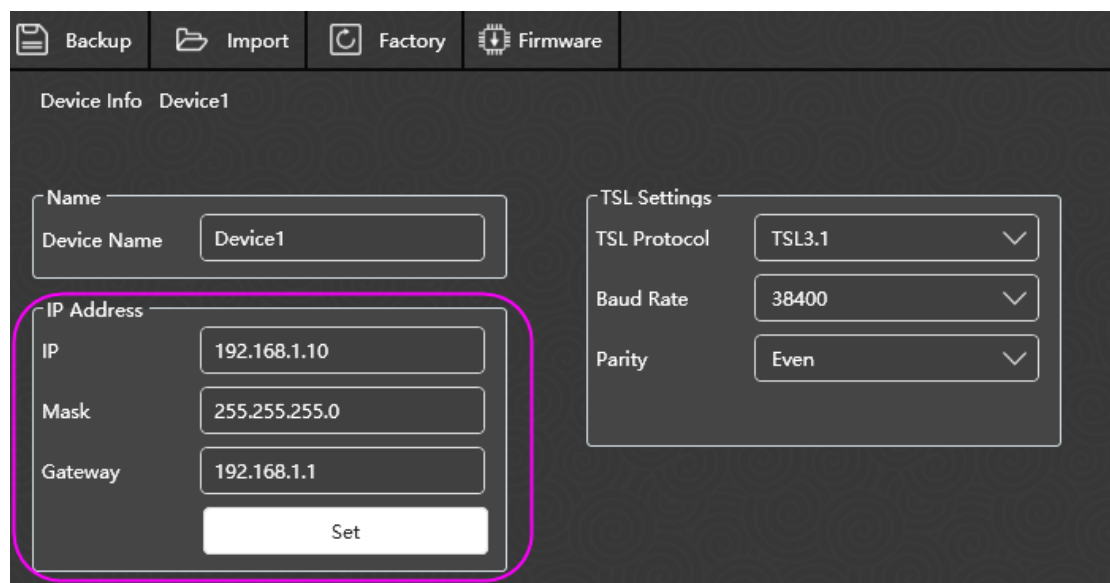 Backup Import Factory Firmware
Device Info Device1
Name
Device Name Device1
IP Address
IP 192.168.1.10
Mask 255.255.255.0
Gateway 192.168.1.1
Set
TSL Settings
TSL Protocol TSL3.1
Baud Rate 38400
Parity Even